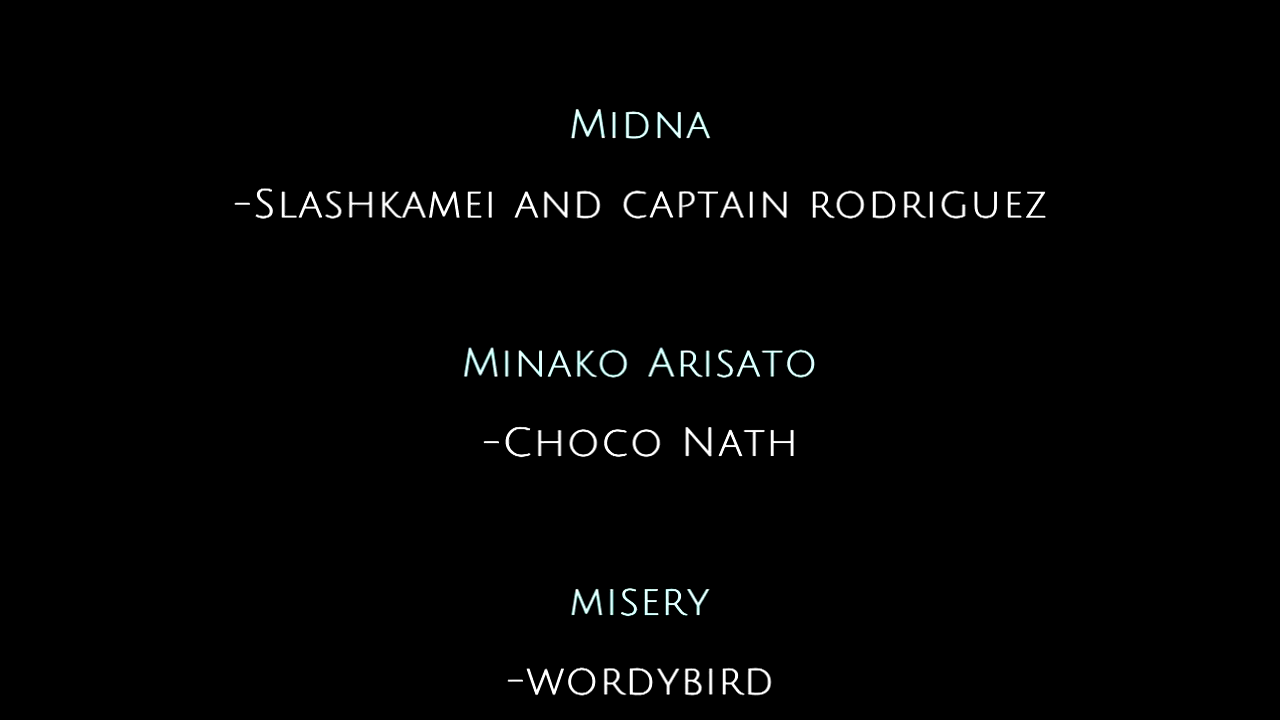 Midna
-Slashkamei and captain rodriguez
Minako Arisato
-Choco Nath
misery
-wordybird